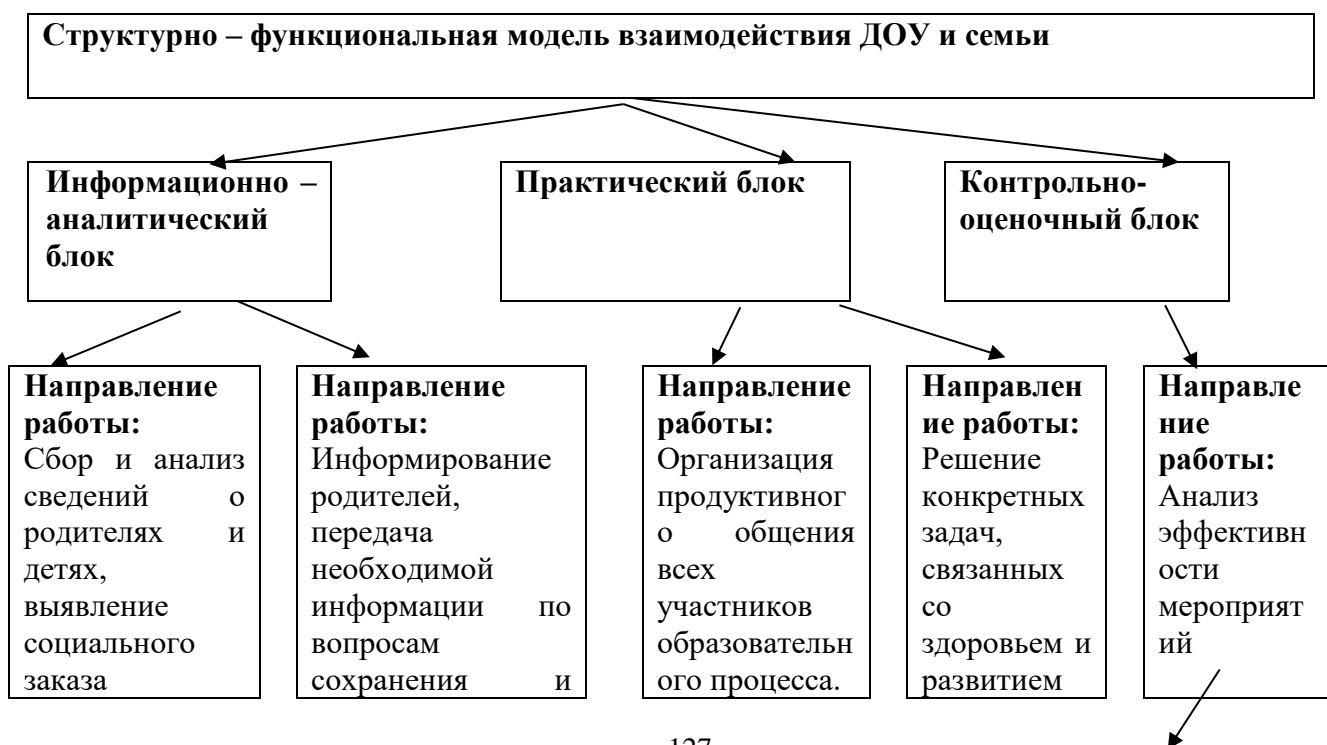 Структурно – функциональная модель взаимодействия ДОУ и семьи
Информационно –
аналитический
блок
Практический блок
Контрольно-
оценочный блок
Направление
работы:
Сбор и анализ
сведений о
родителях и
детях,
выявление
социального
заказа
Направление
работы:
Информирование
родителей,
передача
необходимой
информации по
вопросам
сохранения и
Направление
работы:
Организация
продуктивног
о общения
всех
участников
образовательн
ого процесса.
Направлен
ие работы:
Решение
конкретных
задач,
связанных
со
здоровьем и
развитием
Направле
ние
работы:
Анализ
эффективн
ости
мероприят
ий
127